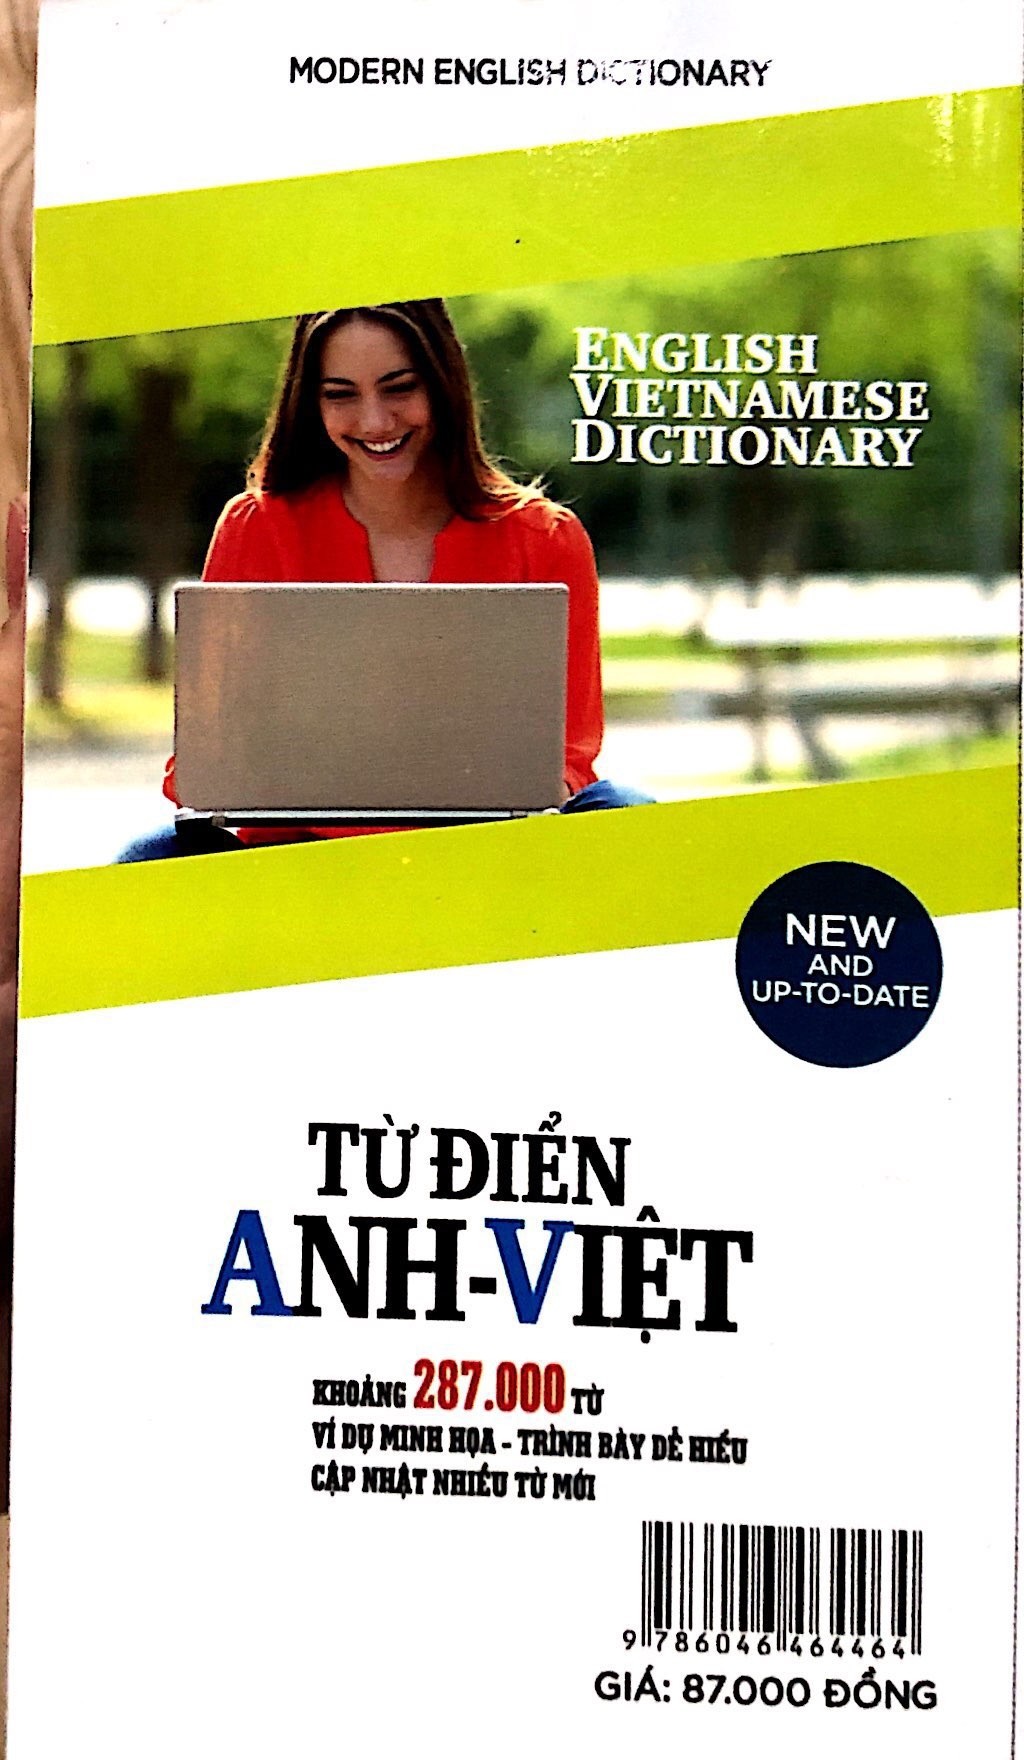 MODERN ENGLISH DICTIONARY
ENGLISH
VIETNAMESE
DICTIONARY
NEW
AND
UP-TO-DATE
TỪ ĐIỂN
ANH-VIỆT
KHOẢNG 287.000 TỪ
VÍ DỤ MINH HỌA - TRÌNH BÀY DỄ HIỂU
CẬP NHẬT NHIỀU TỪ MỚI
9 786046 464464
GIÁ: 87.000 ĐỒNG